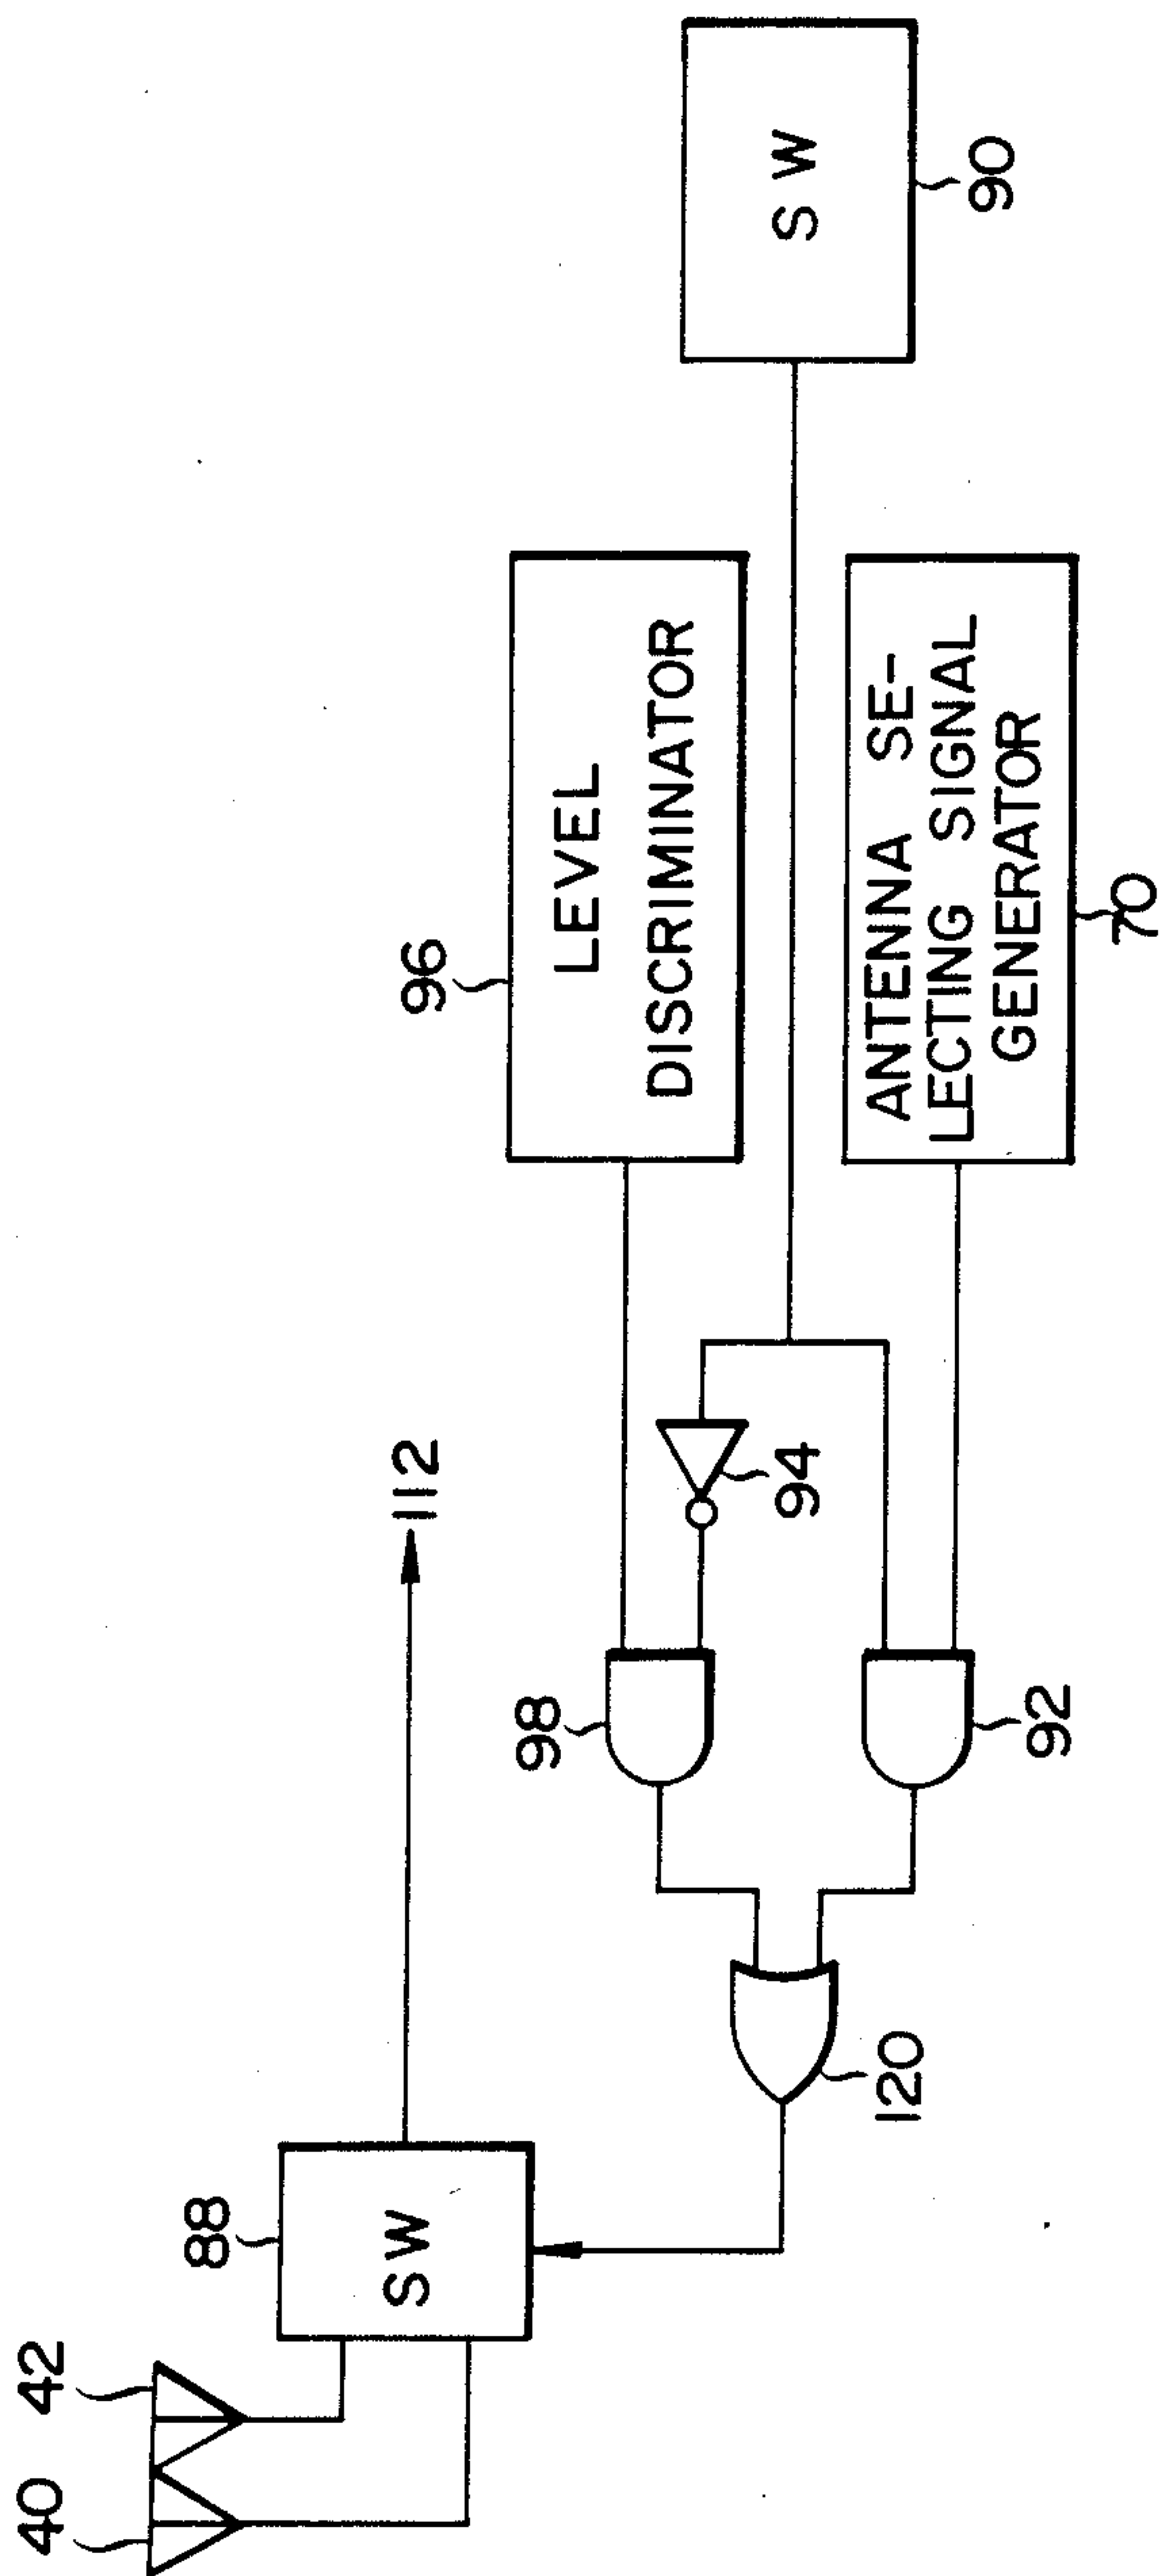 40
42
88
SW
112
120
98
92
94
96
LEVEL
DISCRIMINATOR
ANTENNA SE-
LECTING SIGNAL
GENERATOR
70
SW
90